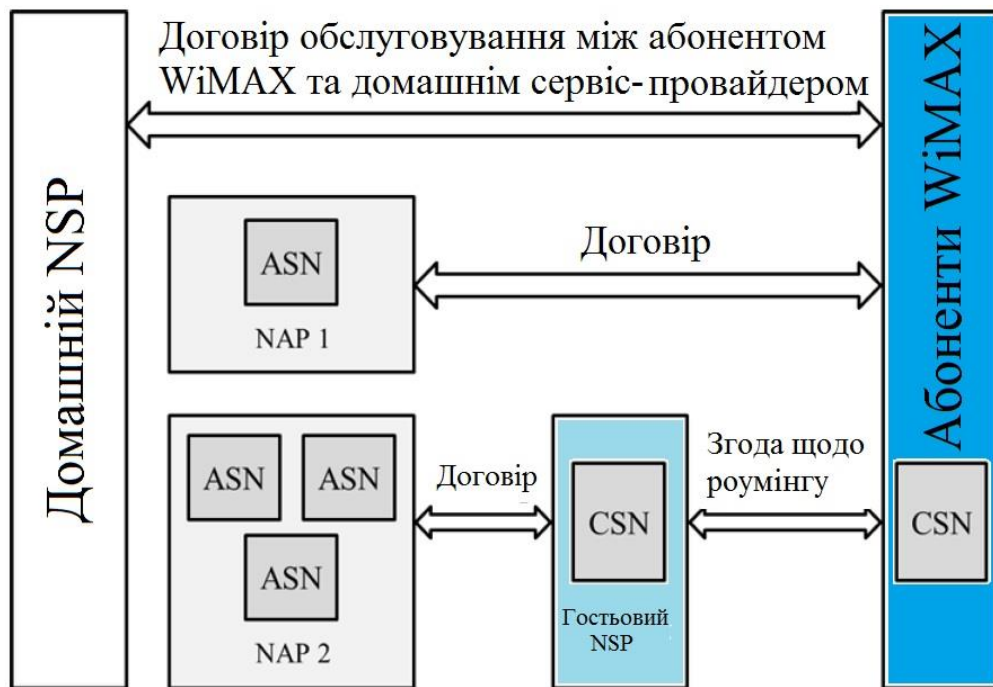 Домашній NSP
Договір обслуговування між абонентом
WiMAX та домашнім сервіс-провайдером
Абоненти WiMAX
ASN
NAP 1
Договір
ASN
ASN
ASN
NAP 2
Договір
CSN
Гостьовий
NSP
Згода щодо
роумінгу
CSN